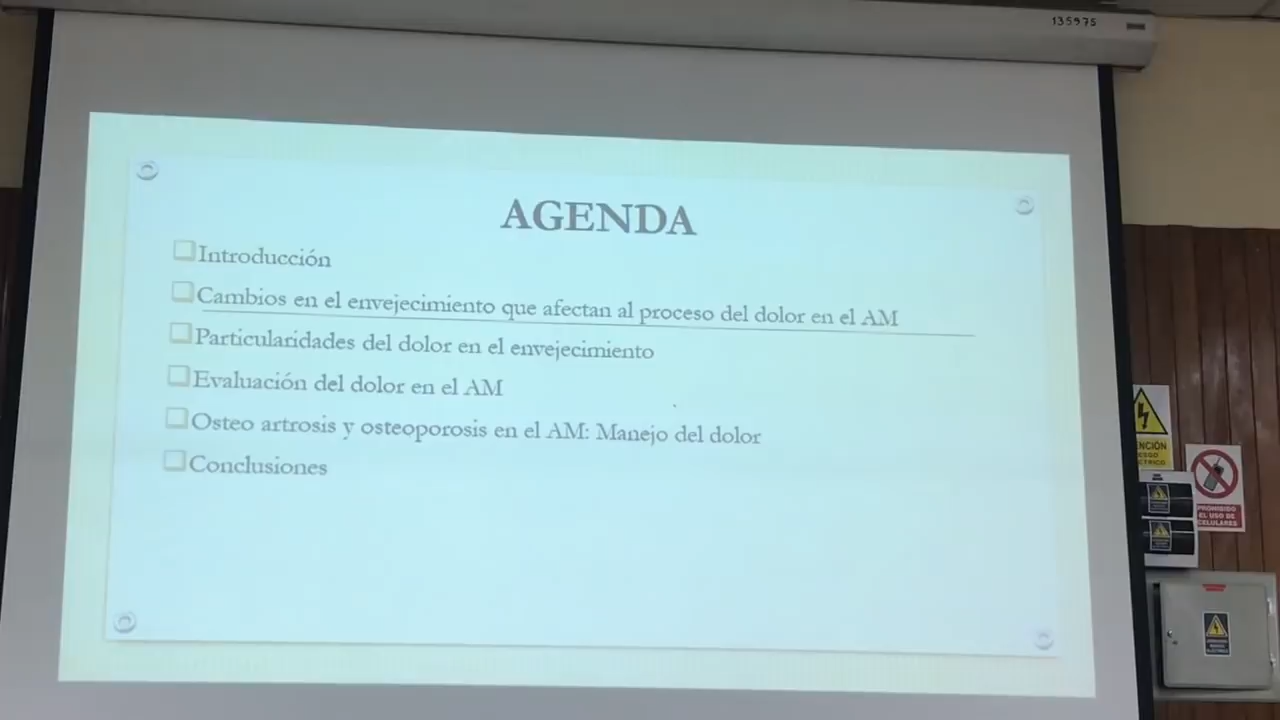 135975
AGENDA
Introducción
Cambios en el envejecimiento que afectan al proceso del dolor en el AM
Particularidades del dolor en el envejecimiento
Evaluación del dolor en el AM
Osteo artrosis y osteoporosis en el AM: Manejo del dolor
Conclusiones
PROHIBIDO
EL USO DE
CELULARES